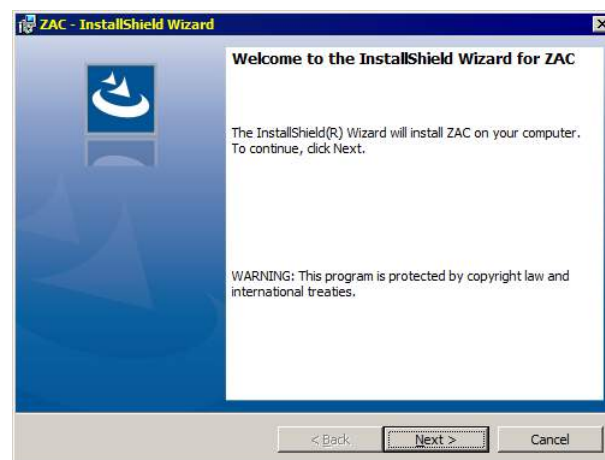 ZAC - InstallShield Wizard
Welcome to the InstallShield Wizard for ZAC
The InstallShield(R) Wizard will install ZAC on your computer.
To continue, click Next.
WARNING: This program is protected by copyright law and
international treaties.
< Back
Next >
Cancel